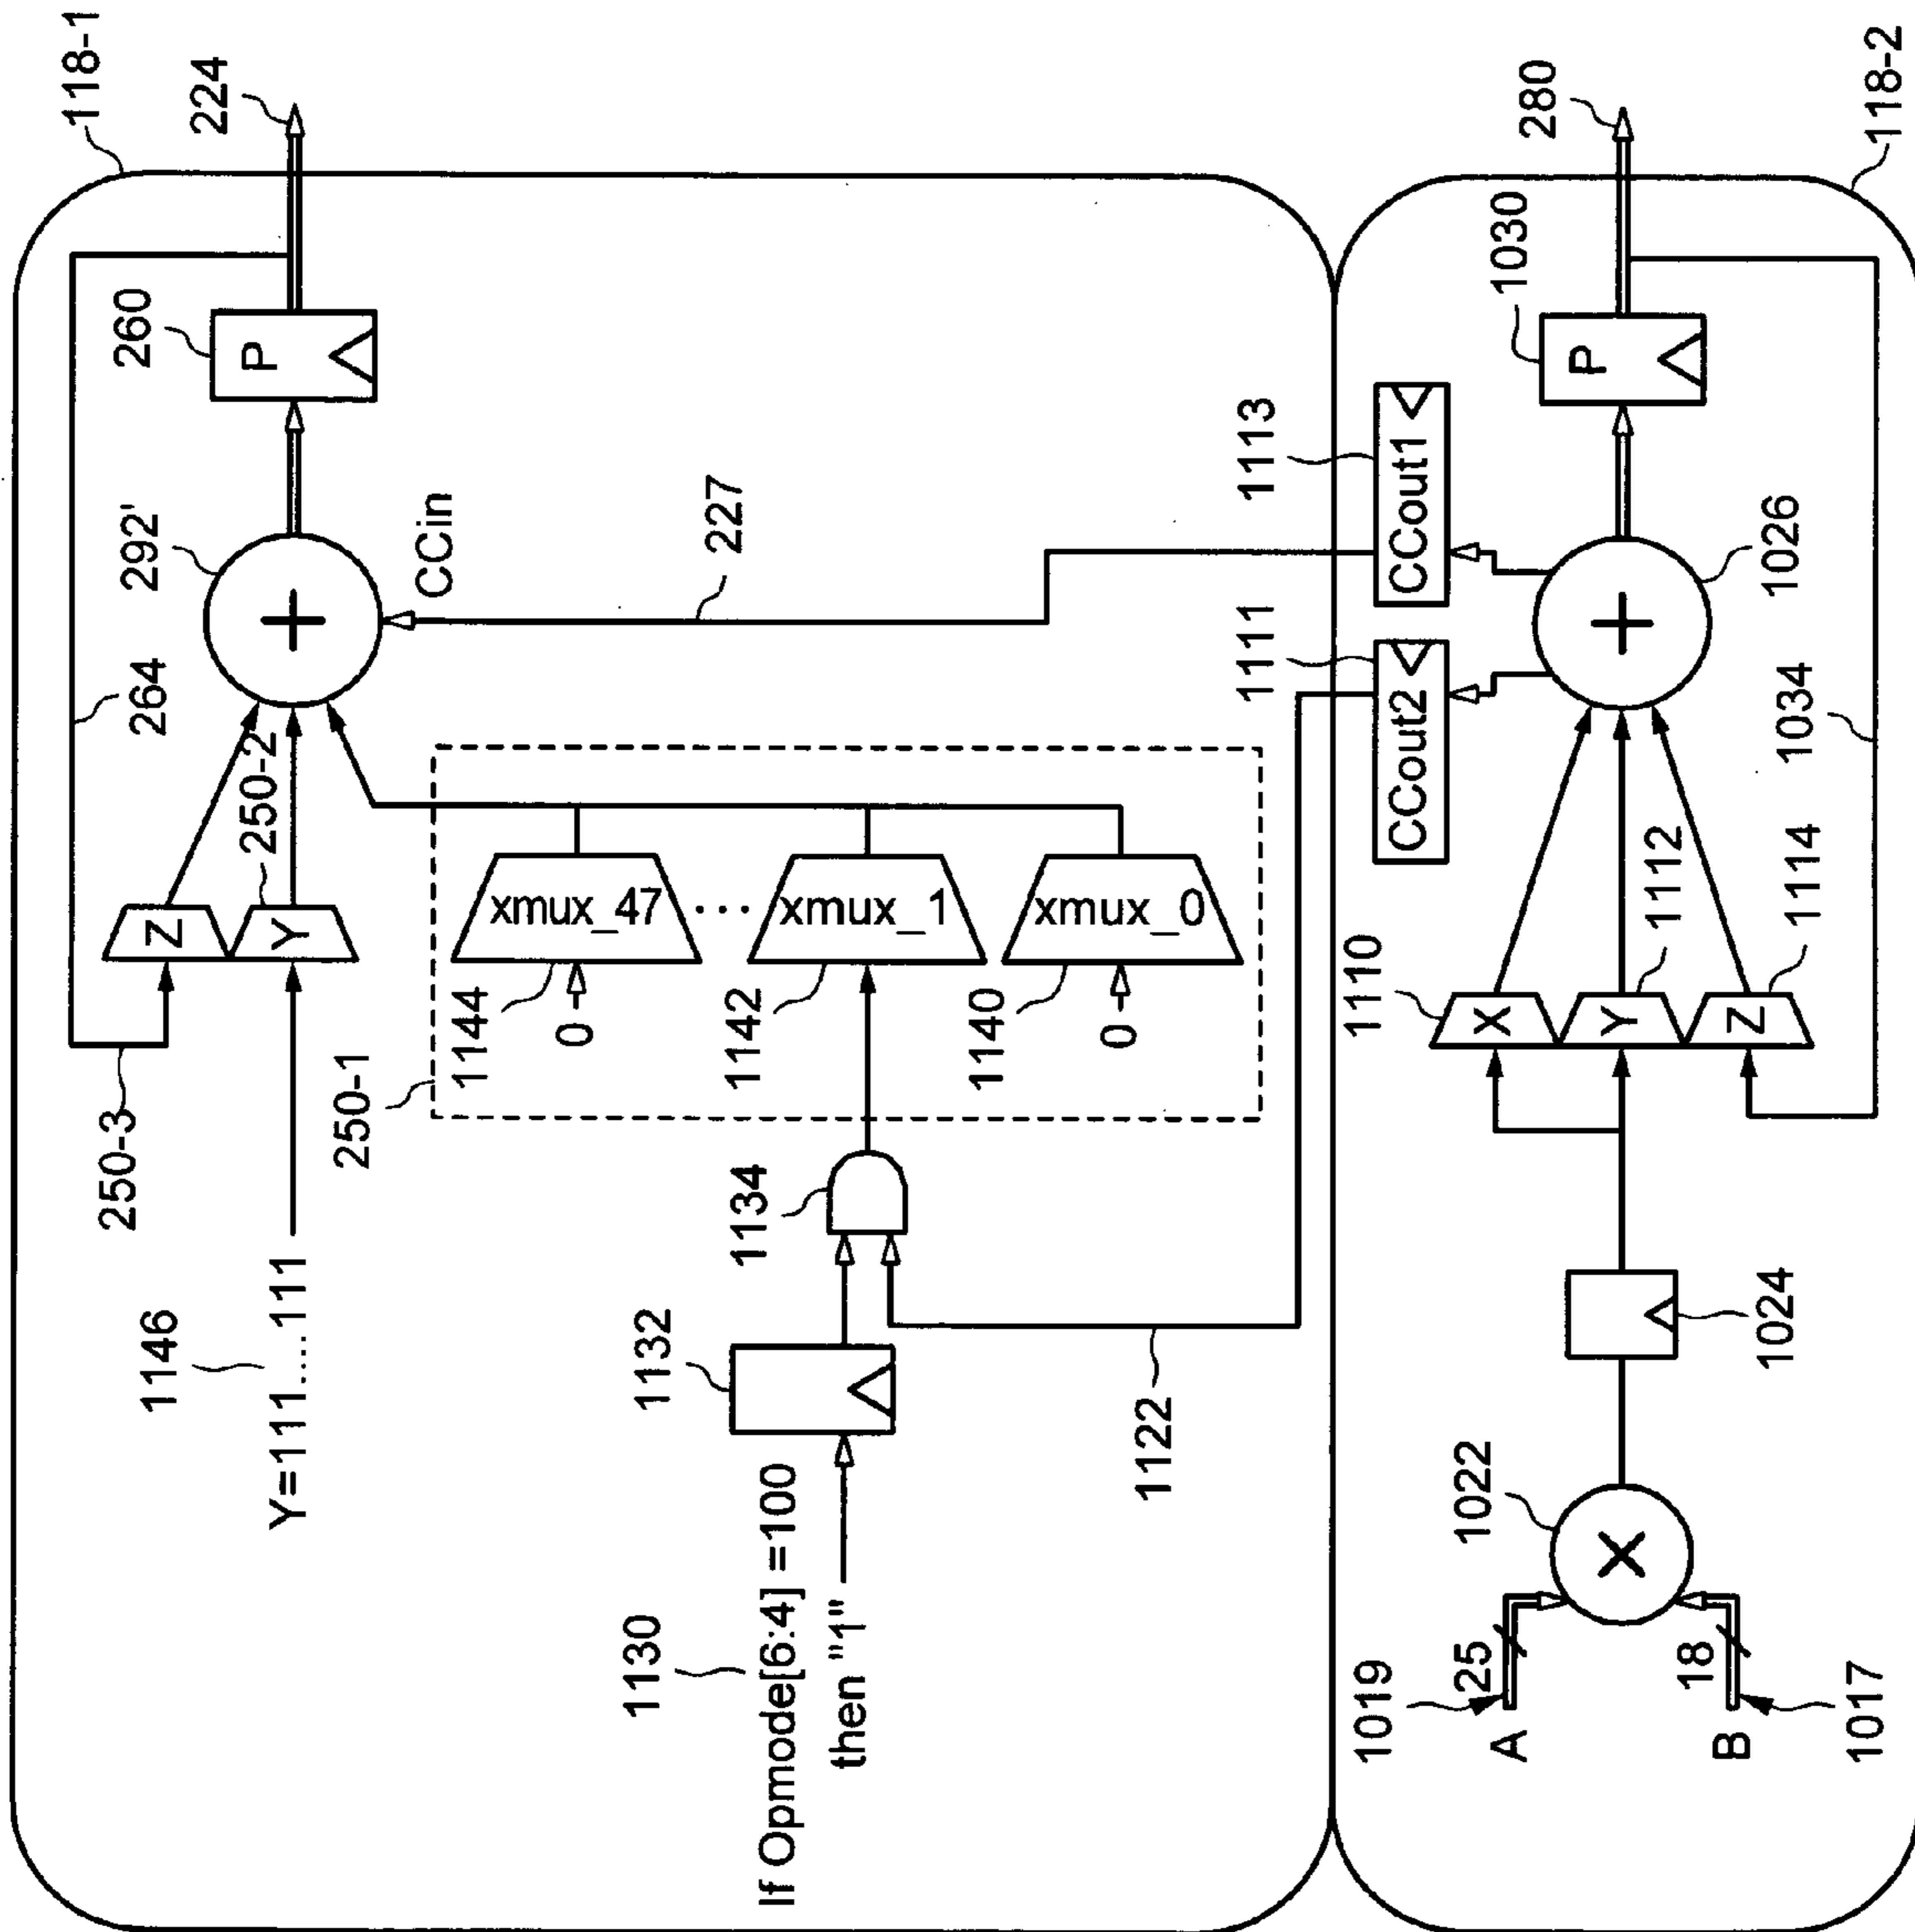 118-1
224
260
P
292'
264
CCin
227
Z
Y
250-2
250-3
1146
Y=111....111
250-1
xmux_47
...
xmux_1
xmux_0
1144
0
1142
1140
0
1134
1132
1130
If Opmode[6:4] =100
then "1"
1122
118-2
280
1030
P
CCout1
1113
CCout2
1111
1026
1034
X
Y
Z
1110
1112
1114
1024
1022
1019
A
25
B
18
1017